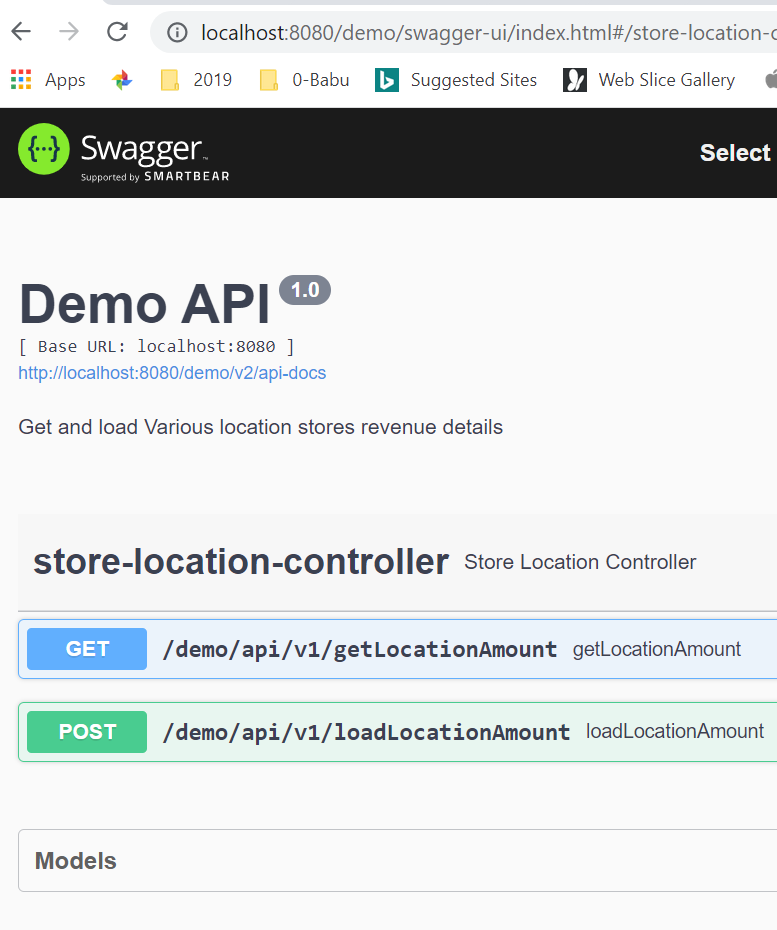 localhost:8080/demo/swagger-ui/index.html#/store-location-
Apps 2019 0-Babu Suggested Sites Web Slice Gallery
{···} Swagger™ Select
Supported by SMARTBEAR
Demo API 1.0
[ Base URL: localhost:8080 ]
http://localhost:8080/demo/v2/api-docs
Get and load Various location stores revenue details
store-location-controller Store Location Controller
GET /demo/api/v1/getLocationAmount getLocationAmount
POST /demo/api/v1/loadLocationAmount loadLocationAmount
Models